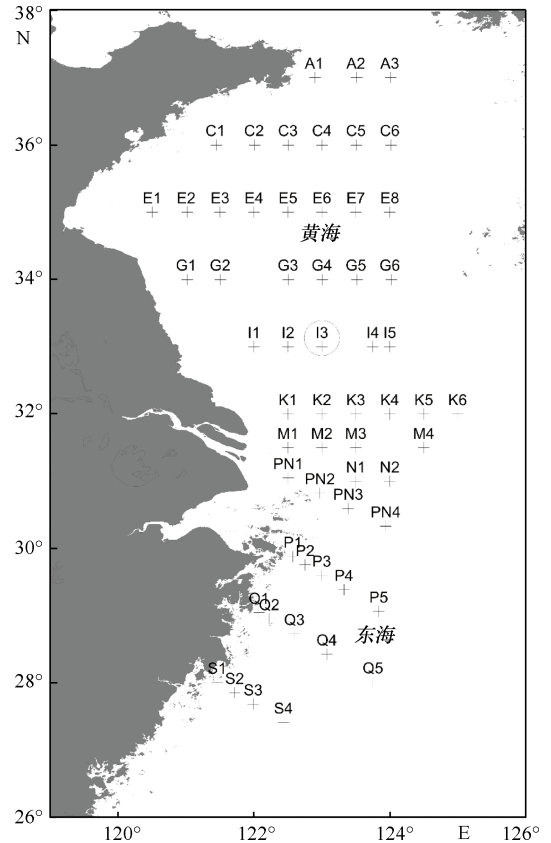 38°
N
A1 A2 A3
36°
C1 C2 C3 C4 C5 C6
E1 E2 E3 E4 E5 E6 E7 E8
黄海
34°
G1 G2 G3 G4 G5 G6
I1 I2 I3 I4 I5
32°
K1 K2 K3 K4 K5 K6
M1 M2 M3 M4
PN1
PN2
N1 N2
PN3
PN4
30°
P1
P2
P3
P4
P5
Q1
Q2
Q3
东海
Q4
Q5
28°
S1
S2
S3
S4
26°
120° 122° 124° E 126°